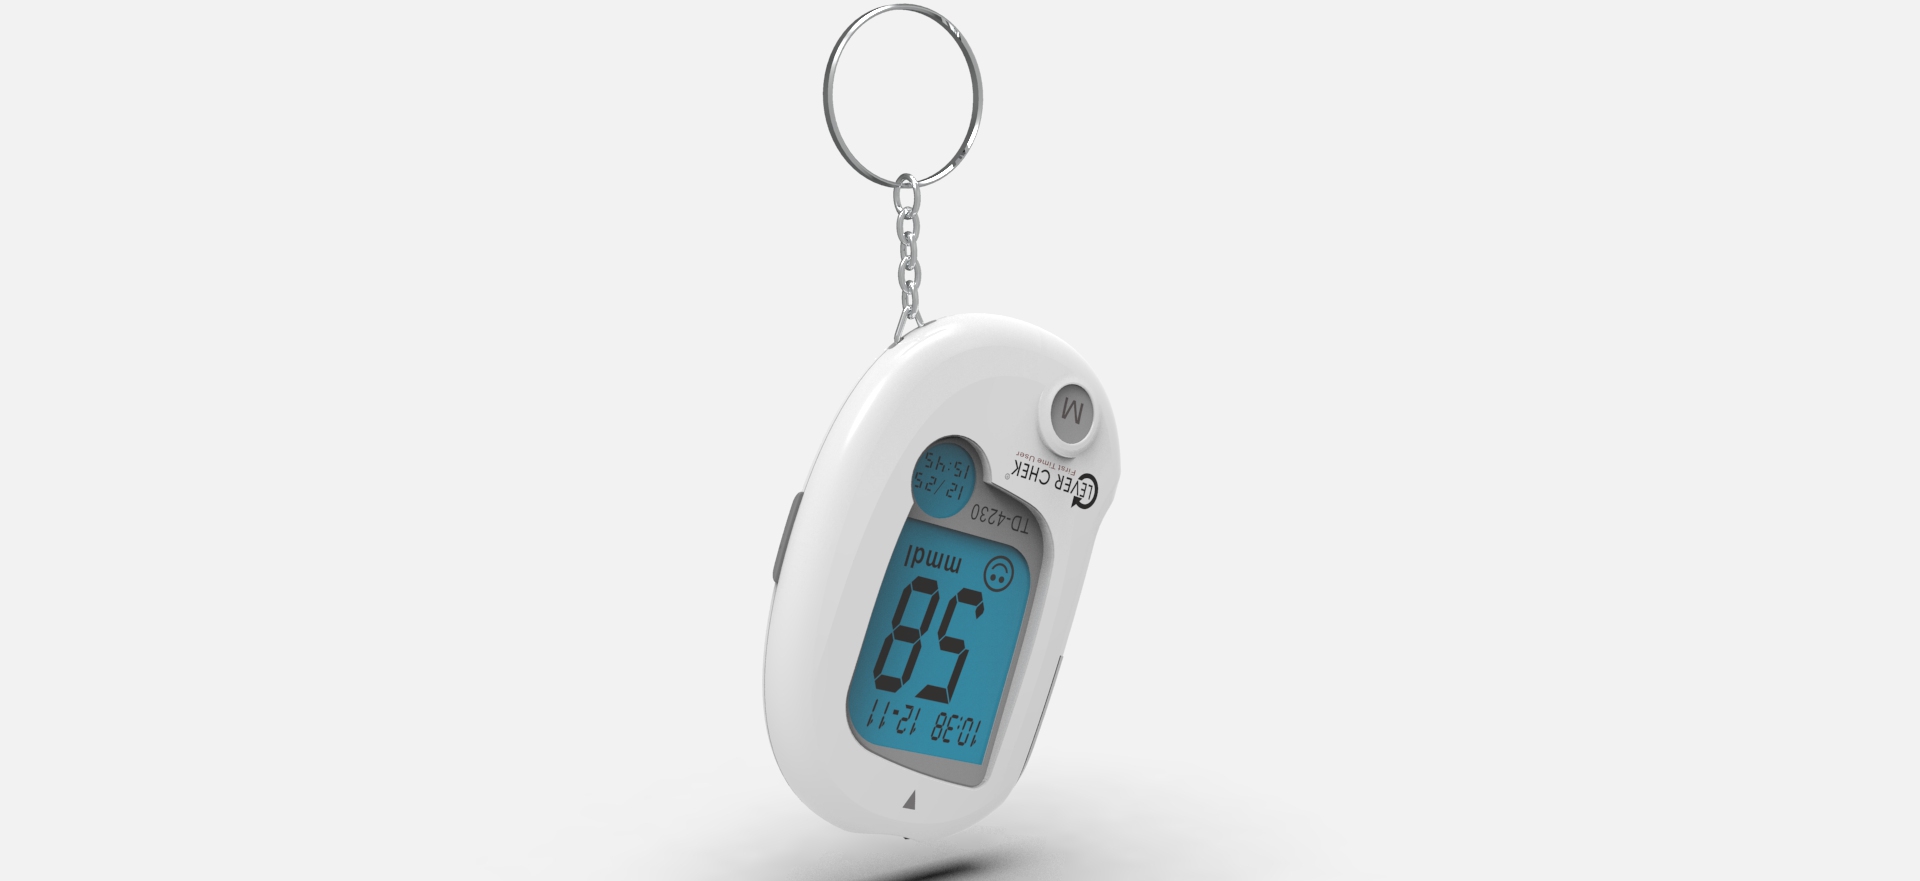 10:38 12-11
58
mmdl
TD-4230
12/25
15:45
CLEVER CHEK®
First Time User
M